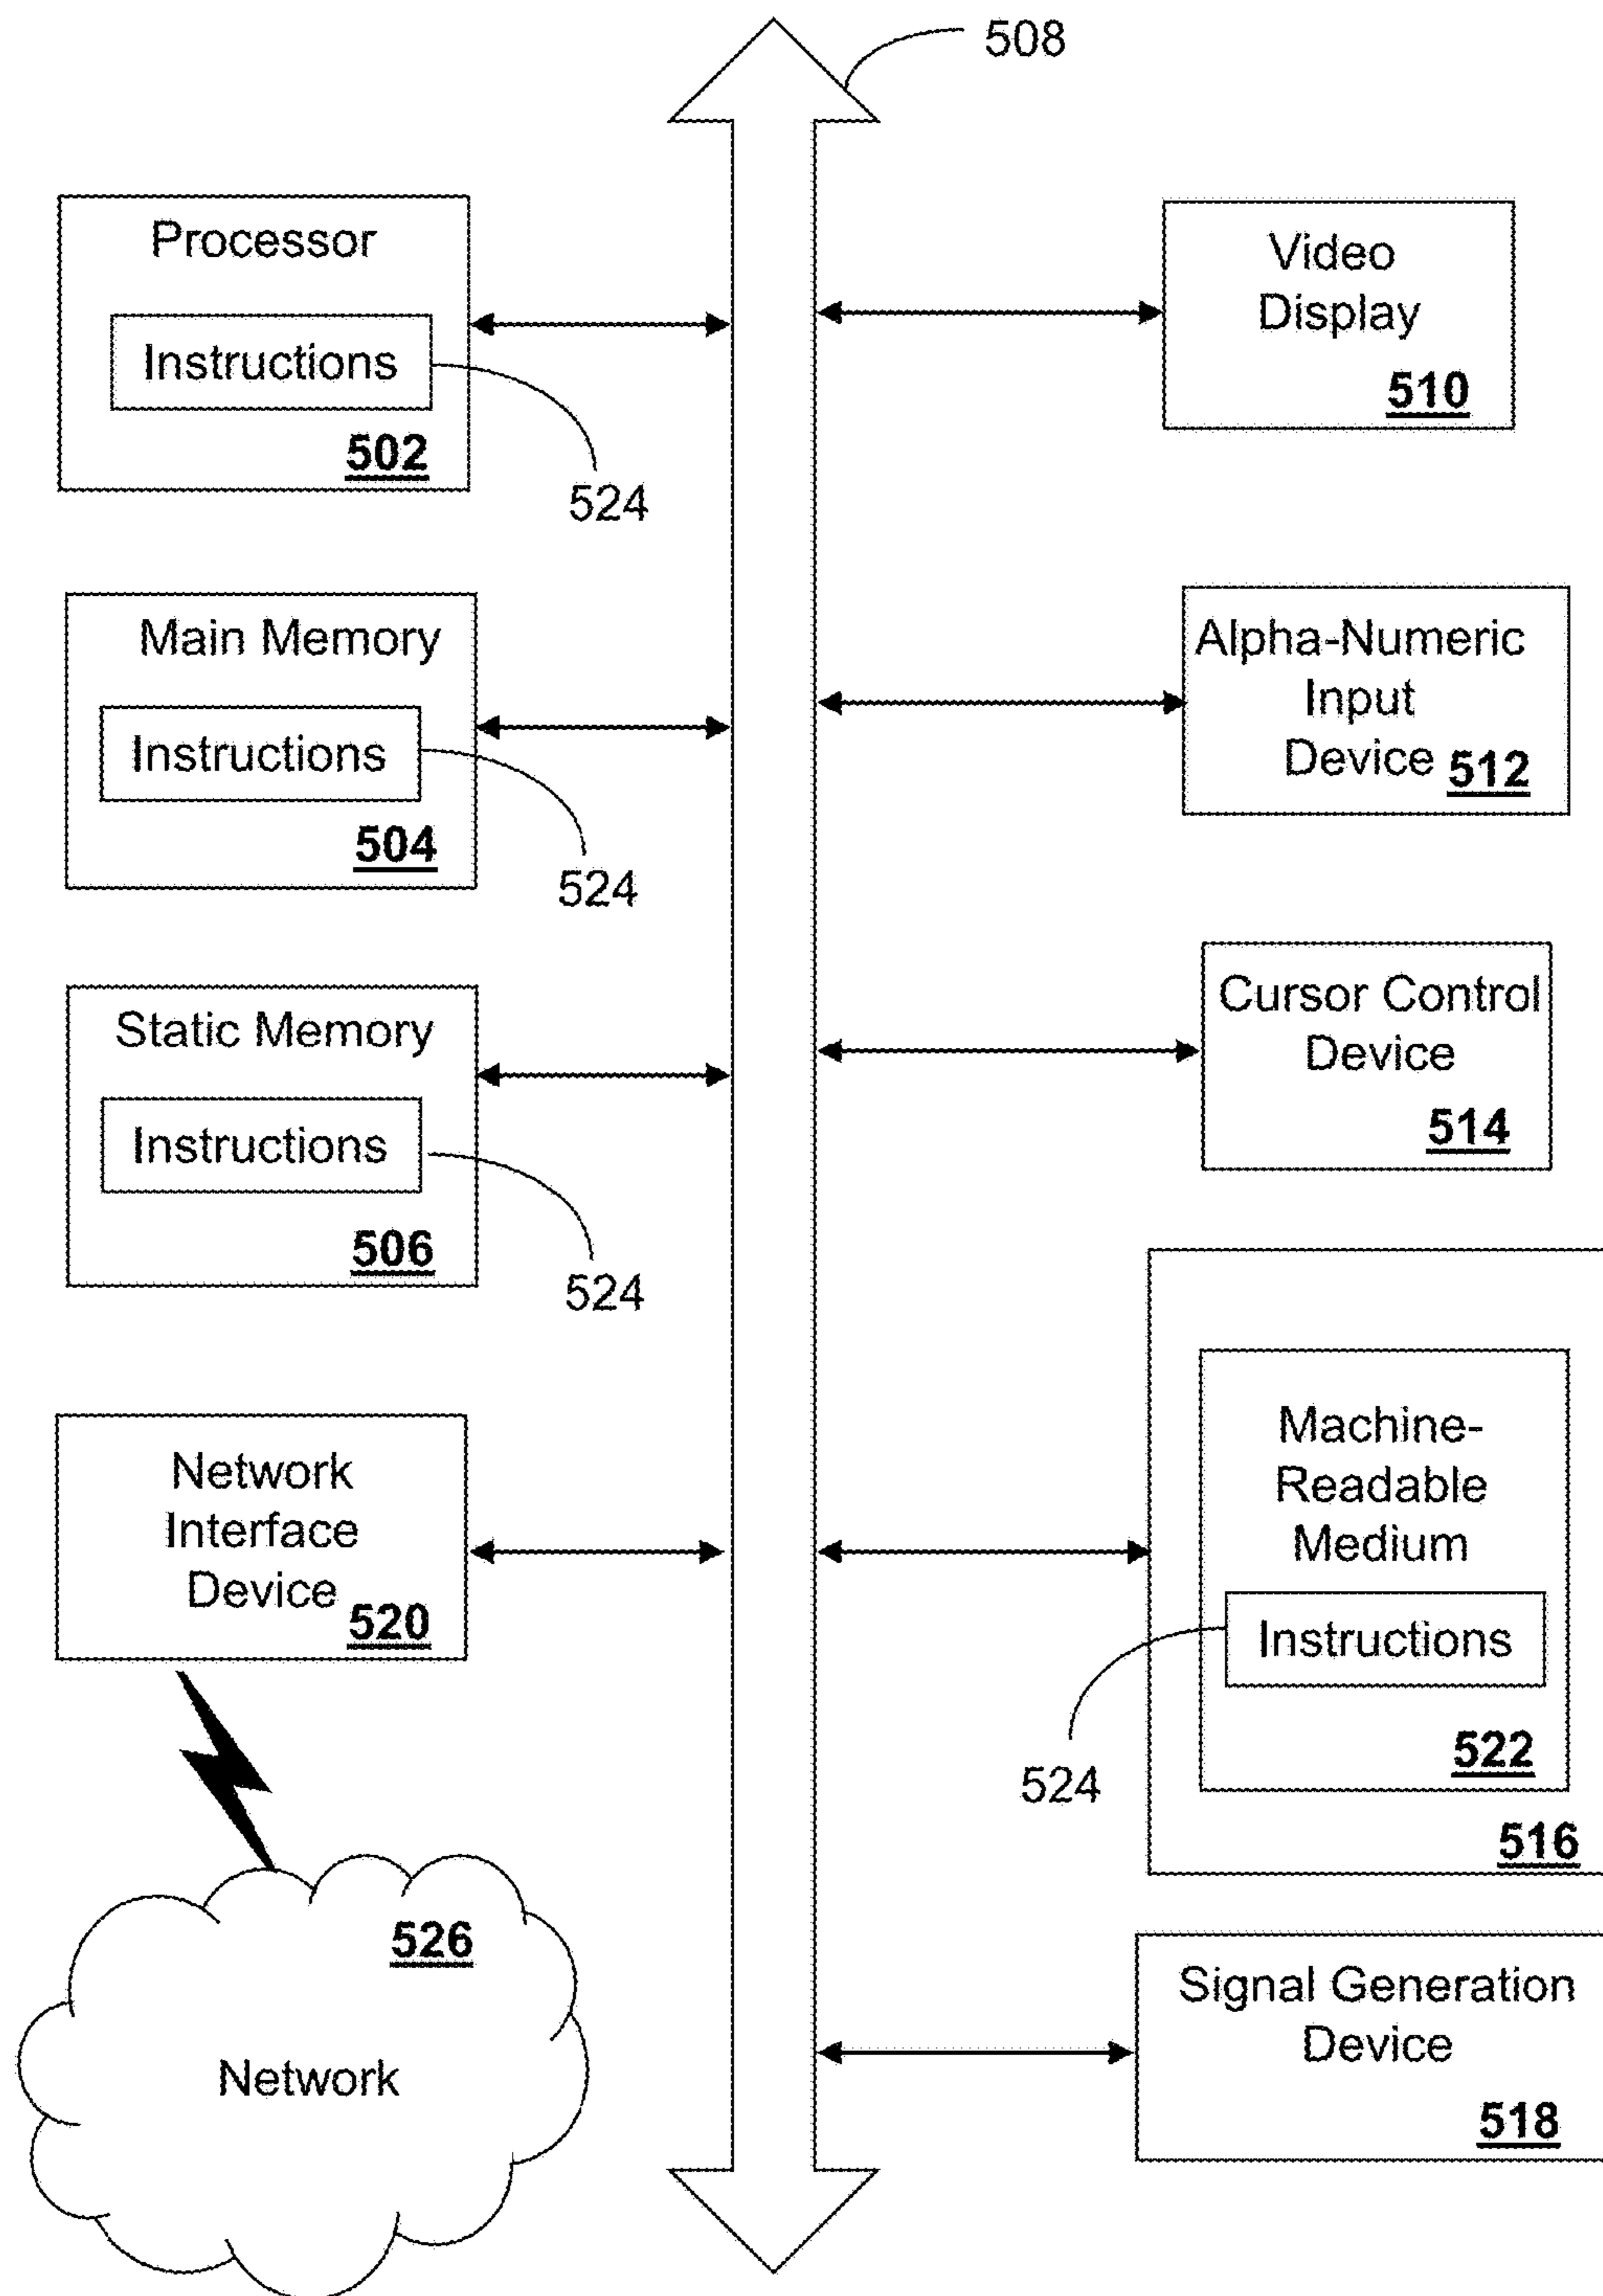 508
Processor
Instructions
502
524
Main Memory
Instructions
504
524
Static Memory
Instructions
506
524
Network
Interface
Device
520
526
Network
Video
Display
510
Alpha-Numeric
Input
Device
512
Cursor Control
Device
514
Machine-
Readable
Medium
Instructions
522
524
516
Signal Generation
Device
518